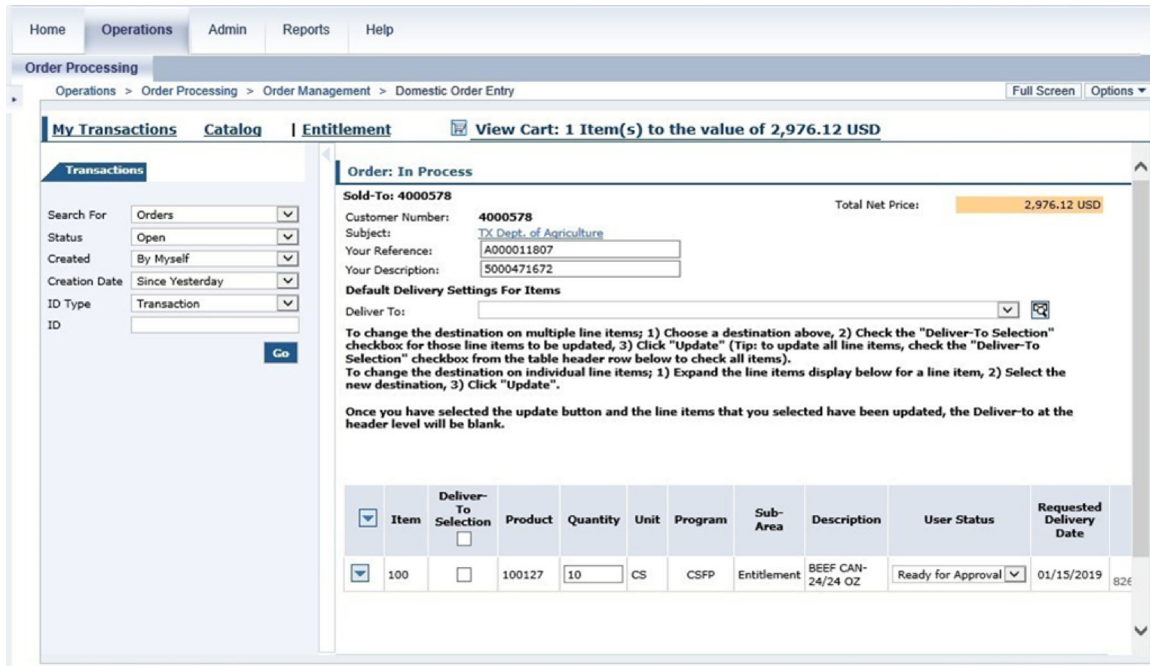 Home Operations Admin Reports Help
Order Processing
Operations > Order Processing > Order Management > Domestic Order Entry Full Screen Options
My Transactions Catalog | Entitlement View Cart: 1 Item(s) to the value of 2,976.12 USD
Transactions
Search For Orders
Status Open
Created By Myself
Creation Date Since Yesterday
ID Type Transaction
ID
Go
Order: In Process
Sold-To: 4000578
Total Net Price: 2,976.12 USD
Customer Number: 4000578
Subject: TX Dept. of Agriculture
Your Reference: A000011807
Your Description: 5000471672
Default Delivery Settings For Items
Deliver To:
To change the destination on multiple line items; 1) Choose a destination above, 2) Check the "Deliver-To Selection"
checkbox for those line items to be updated, 3) Click "Update" (Tip: to update all line items, check the "Deliver-To
Selection" checkbox from the table header row below to check all items).
To change the destination on individual line items; 1) Expand the line items display below for a line item, 2) Select the
new destination, 3) Click "Update".
Once you have selected the update button and the line items that you selected have been updated, the Deliver-to at the
header level will be blank.
Item Deliver-To Selection Product Quantity Unit Program Sub-Area Description User Status Requested Delivery Date
100 100127 10 CS CSFP Entitlement BEEF CAN-24/24 OZ Ready for Approval 01/15/2019 826